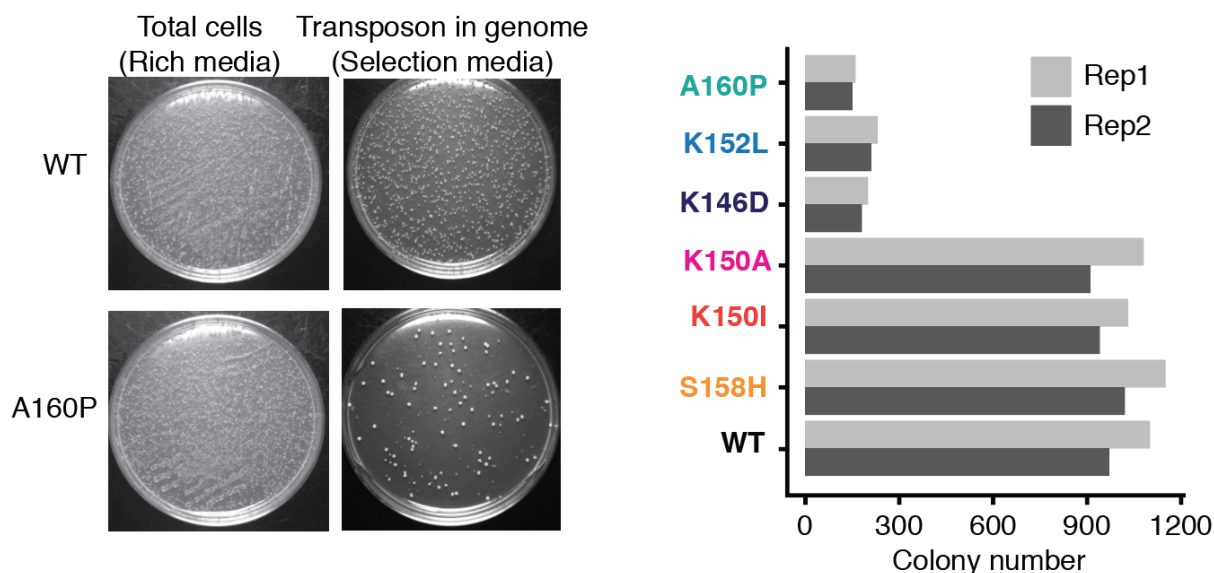 Total cells
(Rich media)
Transposon in genome
(Selection media)
WT
A160P
A160P
K152L
K146D
K150A
K150I
S158H
WT
Rep1
Rep2
0 300 600 900 1200
Colony number